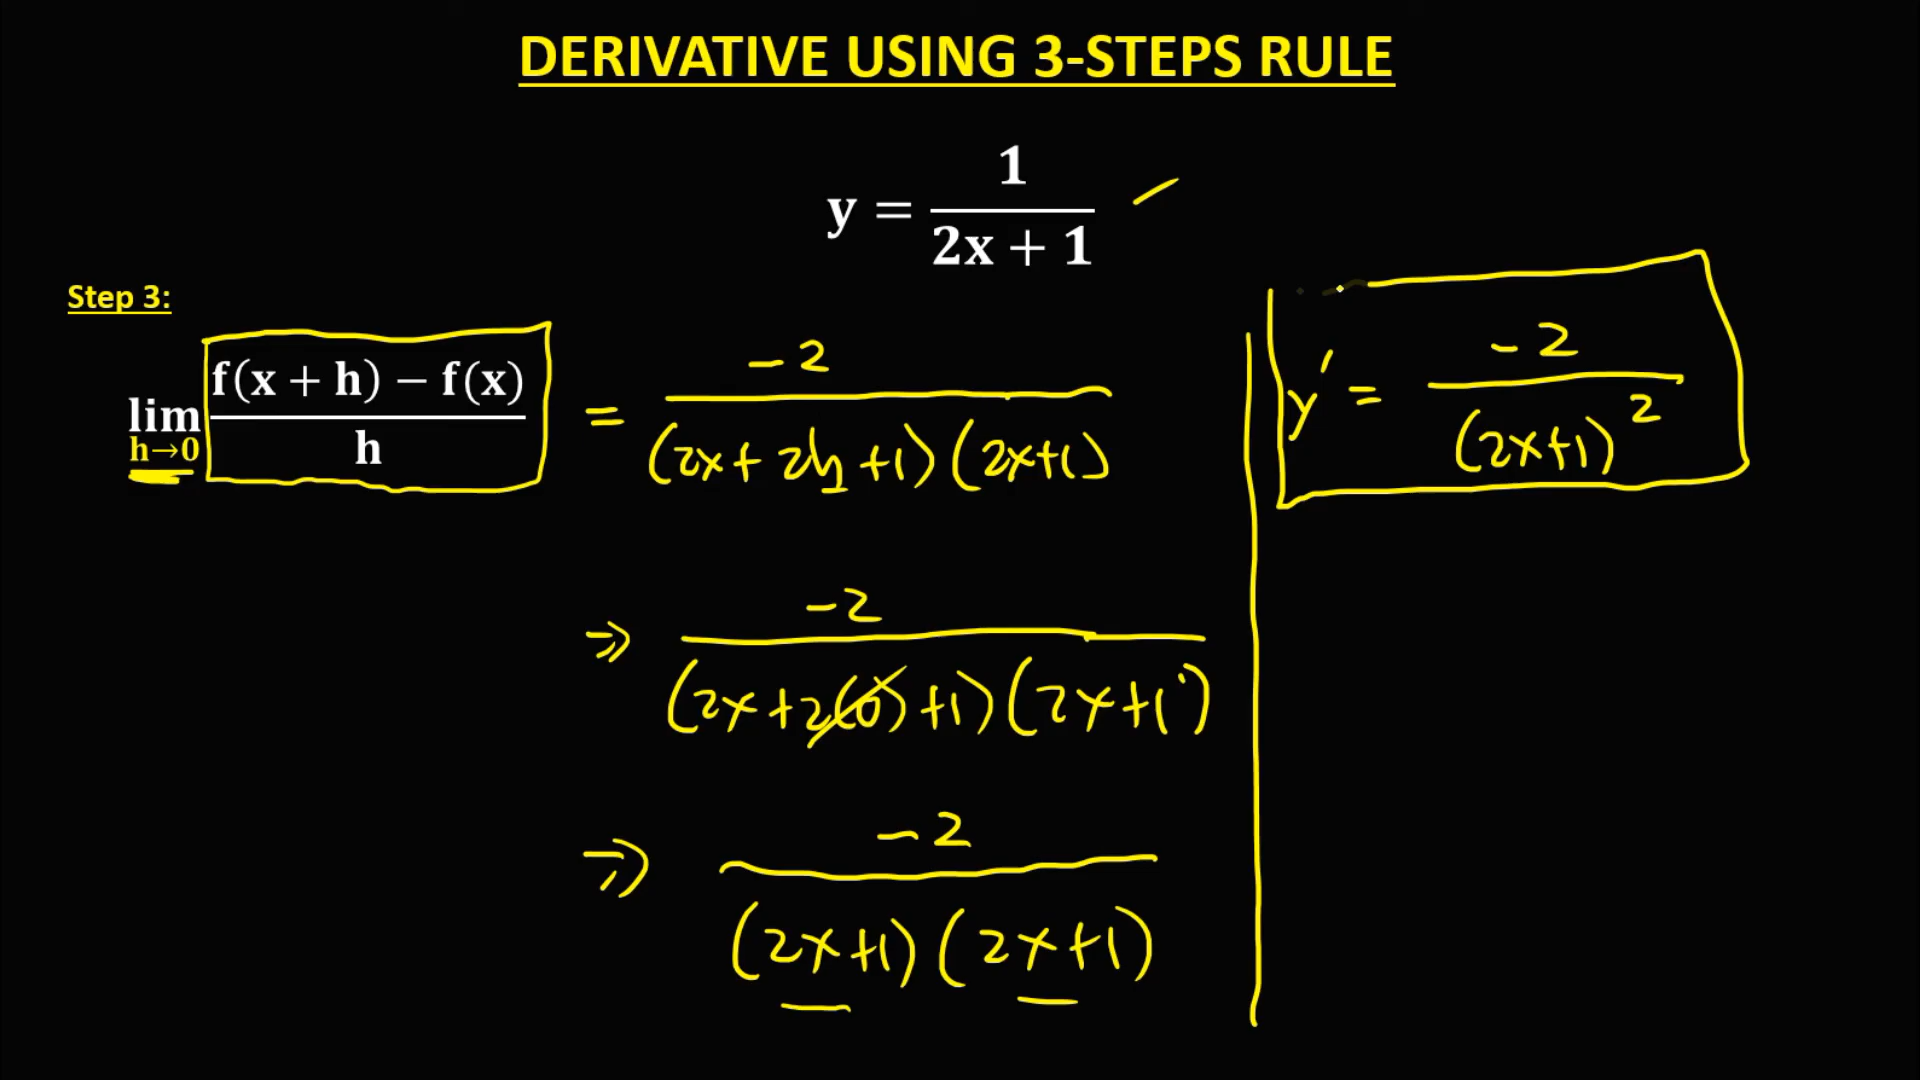 DERIVATIVE USING 3-STEPS RULE
y = 1 / (2x + 1)
Step 3:
lim h→0 (f(x + h) − f(x)) / h = -2 / (2x + 2h + 1)(2x+1)
⇒ -2 / (2x+2(0)+1)(2x+1)
⇒ -2 / (2x+1)(2x+1)
y' = -2 / (2x+1)²